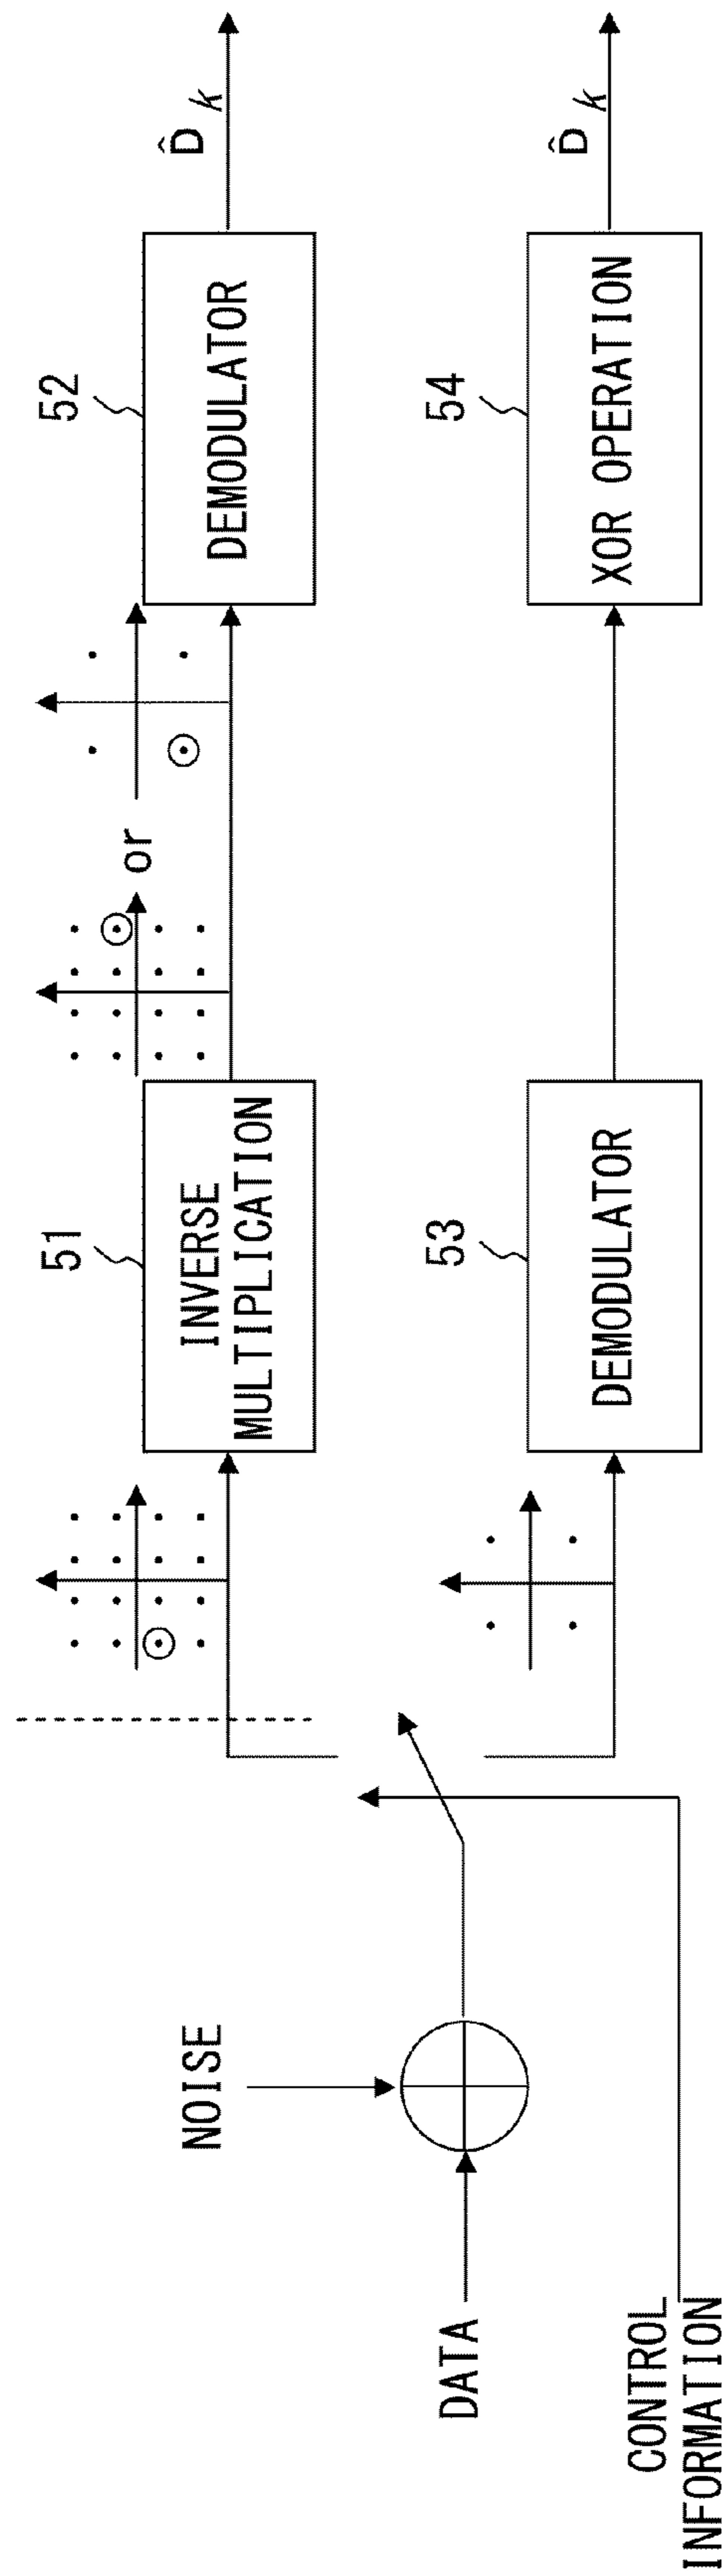 DATA
NOISE
CONTROL
INFORMATION
51
INVERSE
MULTIPLICATION
or
52
DEMODULATOR
D̂k
53
DEMODULATOR
54
XOR OPERATION
D̂k